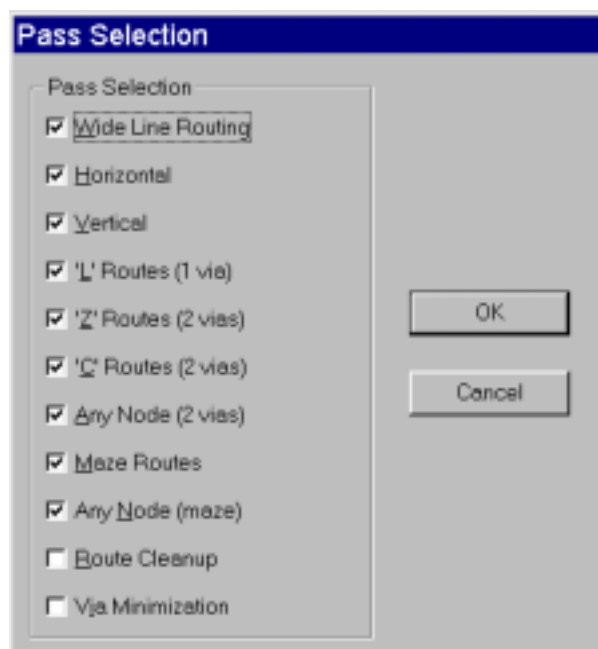 Pass Selection
Pass Selection
Wide Line Routing
Horizontal
Vertical
'L' Routes (1 via)
'Z' Routes (2 vias)
'C' Routes (2 vias)
Any Node (2 vias)
Maze Routes
Any Node (maze)
Route Cleanup
Via Minimization
OK
Cancel